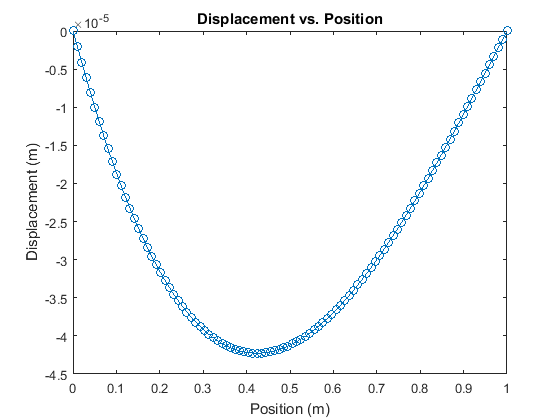 Displacement vs. Position
×10⁻⁵
0
-0.5
-1
-1.5
-2
-2.5
-3
-3.5
-4
-4.5
Displacement (m)
0 0.1 0.2 0.3 0.4 0.5 0.6 0.7 0.8 0.9 1
Position (m)